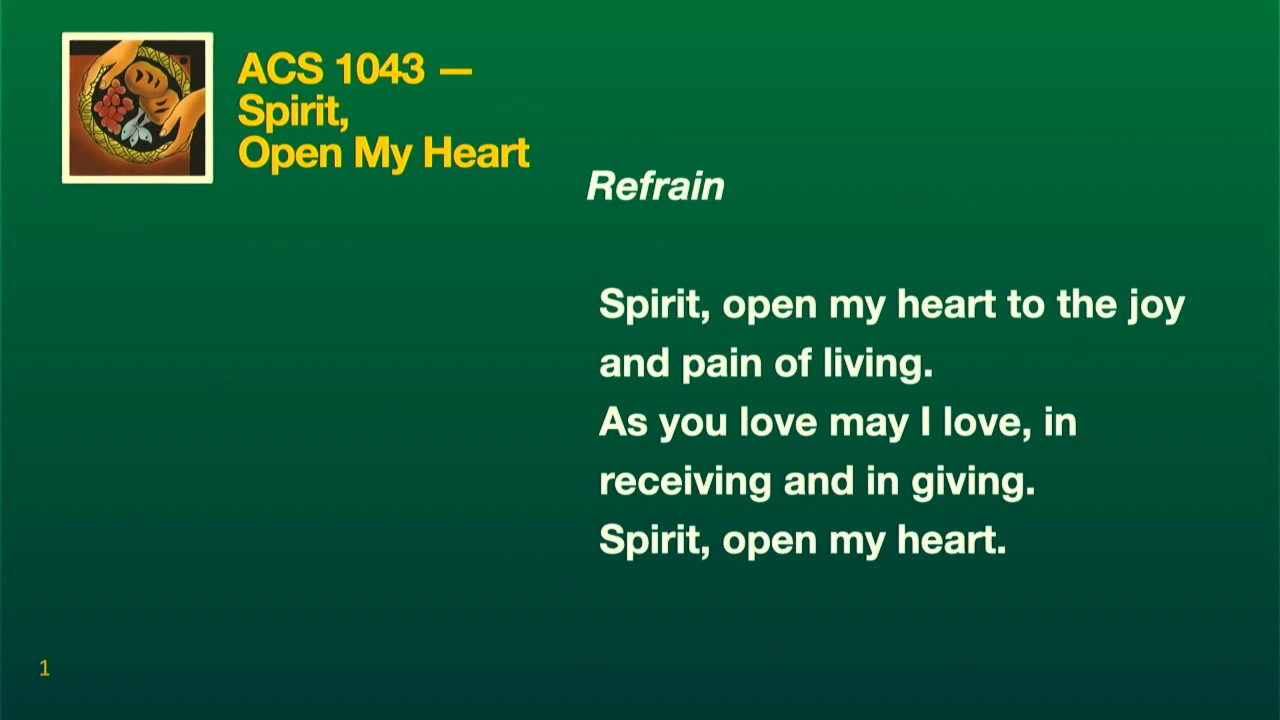 ACS 1043 —
Spirit,
Open My Heart
Refrain
Spirit, open my heart to the joy
and pain of living.
As you love may I love, in
receiving and in giving.
Spirit, open my heart.
1